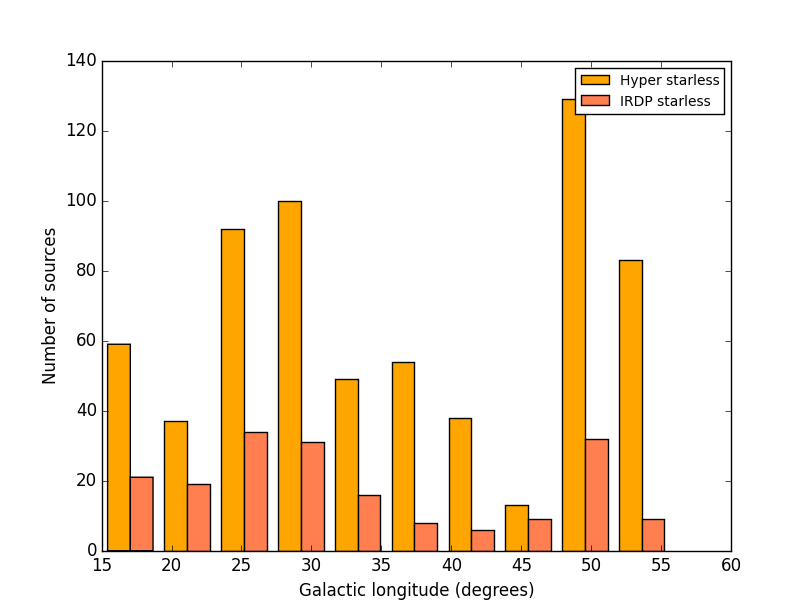 Hyper starless
IRDP starless
140
120
100
80
60
40
20
0
Number of sources
15 20 25 30 35 40 45 50 55 60
Galactic longitude (degrees)